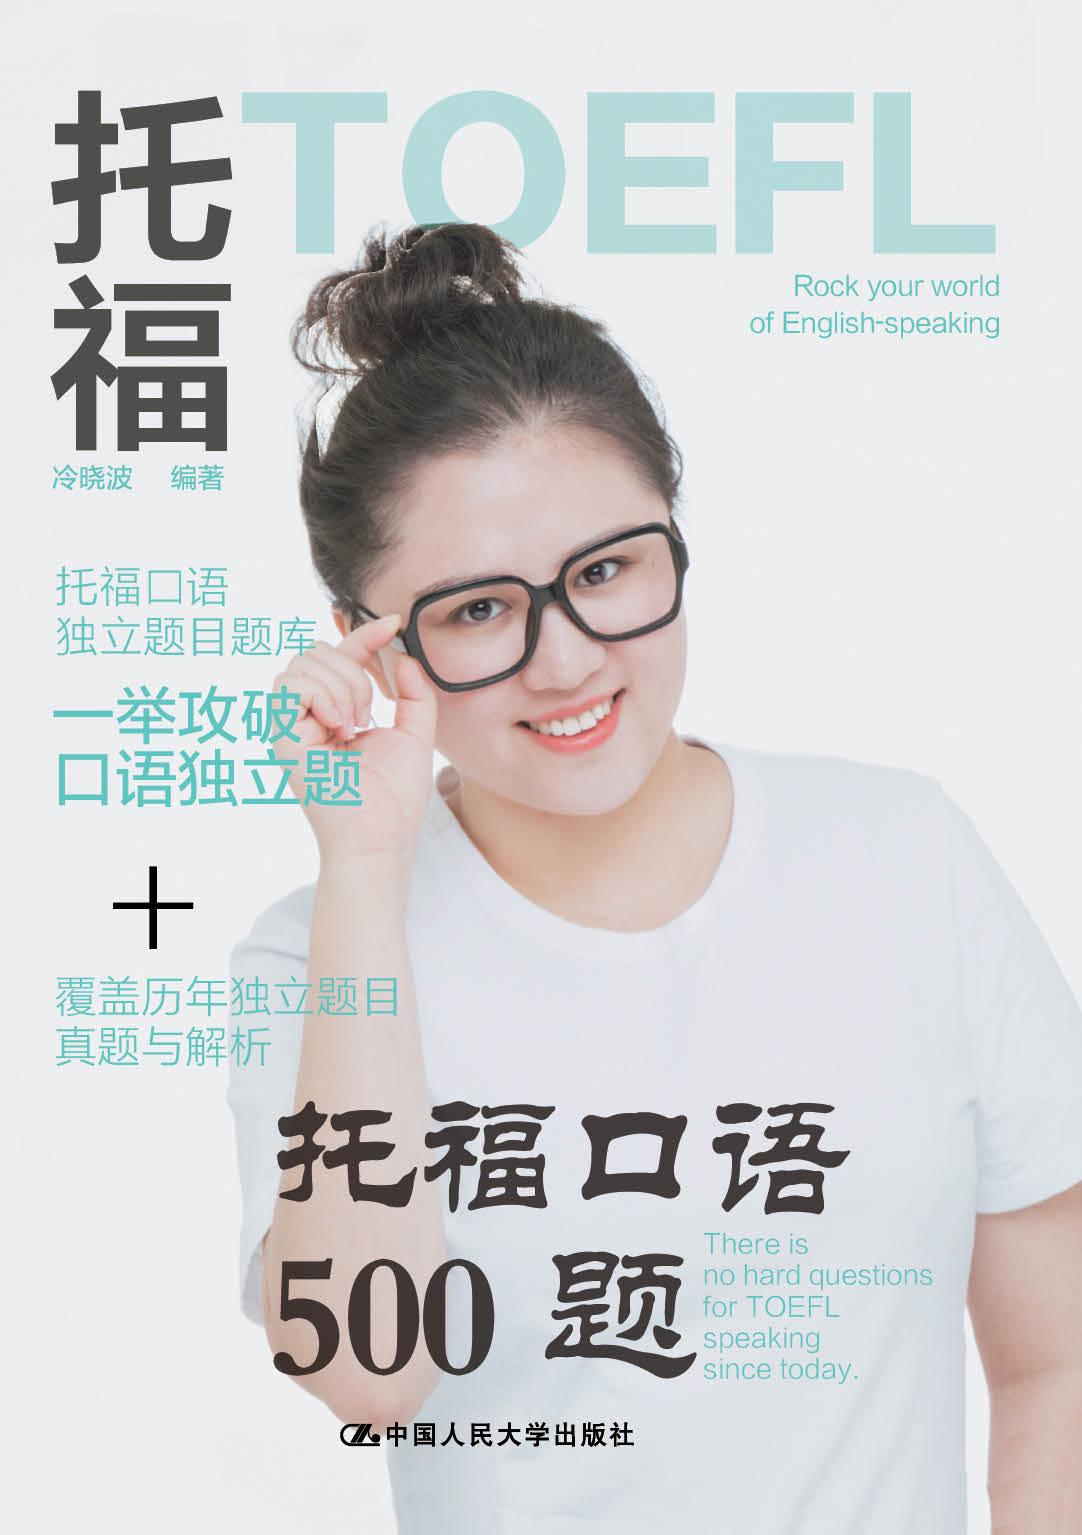 托福
TOEFL
Rock your world
of English-speaking
冷晓波 编著
托福口语
独立题目题库
一举攻破
口语独立题
+
覆盖历年独立题目
真题与解析
托福口语
500 题
There is
no hard questions
for TOEFL
speaking
since today.
中国人民大学出版社